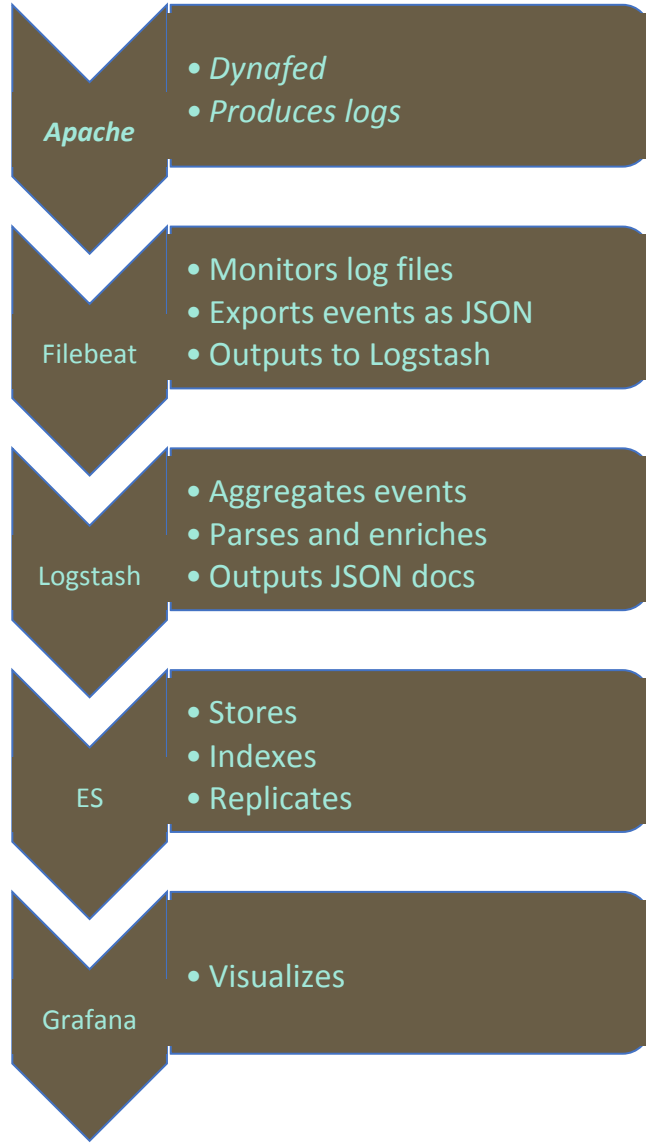 Apache
• Dynafed
• Produces logs
Filebeat
• Monitors log files
• Exports events as JSON
• Outputs to Logstash
Logstash
• Aggregates events
• Parses and enriches
• Outputs JSON docs
ES
• Stores
• Indexes
• Replicates
Grafana
• Visualizes